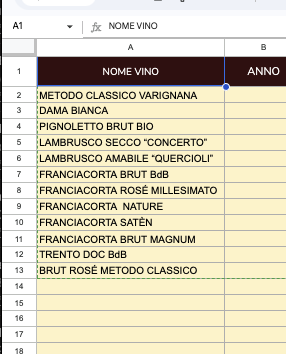 A1 fx NOME VINO
A B
1 NOME VINO ANNO
2 METODO CLASSICO VARIGNANA
3 DAMA BIANCA
4 PIGNOLETTO BRUT BIO
5 LAMBRUSCO SECCO “CONCERTO”
6 LAMBRUSCO AMABILE “QUERCIOLI”
7 FRANCIACORTA BRUT BdB
8 FRANCIACORTA ROSÉ MILLESIMATO
9 FRANCIACORTA  NATURE
10 FRANCIACORTA SATÈN
11 FRANCIACORTA BRUT MAGNUM
12 TRENTO DOC BdB
13 BRUT ROSÉ METODO CLASSICO
14
15
16
17
18